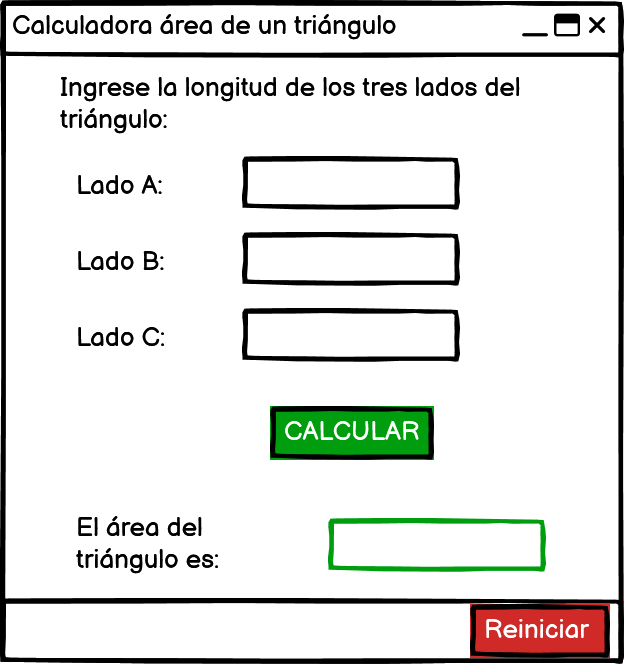 Calculadora área de un triángulo
Ingrese la longitud de los tres lados del
triángulo:
Lado A:
Lado B:
Lado C:
CALCULAR
El área del
triángulo es:
Reiniciar